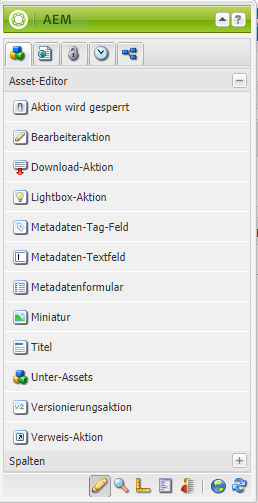 AEM
Asset-Editor
Aktion wird gesperrt
Bearbeiteraktion
Download-Aktion
Lightbox-Aktion
Metadaten-Tag-Feld
Metadaten-Textfeld
Metadatenformular
Miniatur
Titel
Unter-Assets
Versionierungsaktion
Verweis-Aktion
Spalten